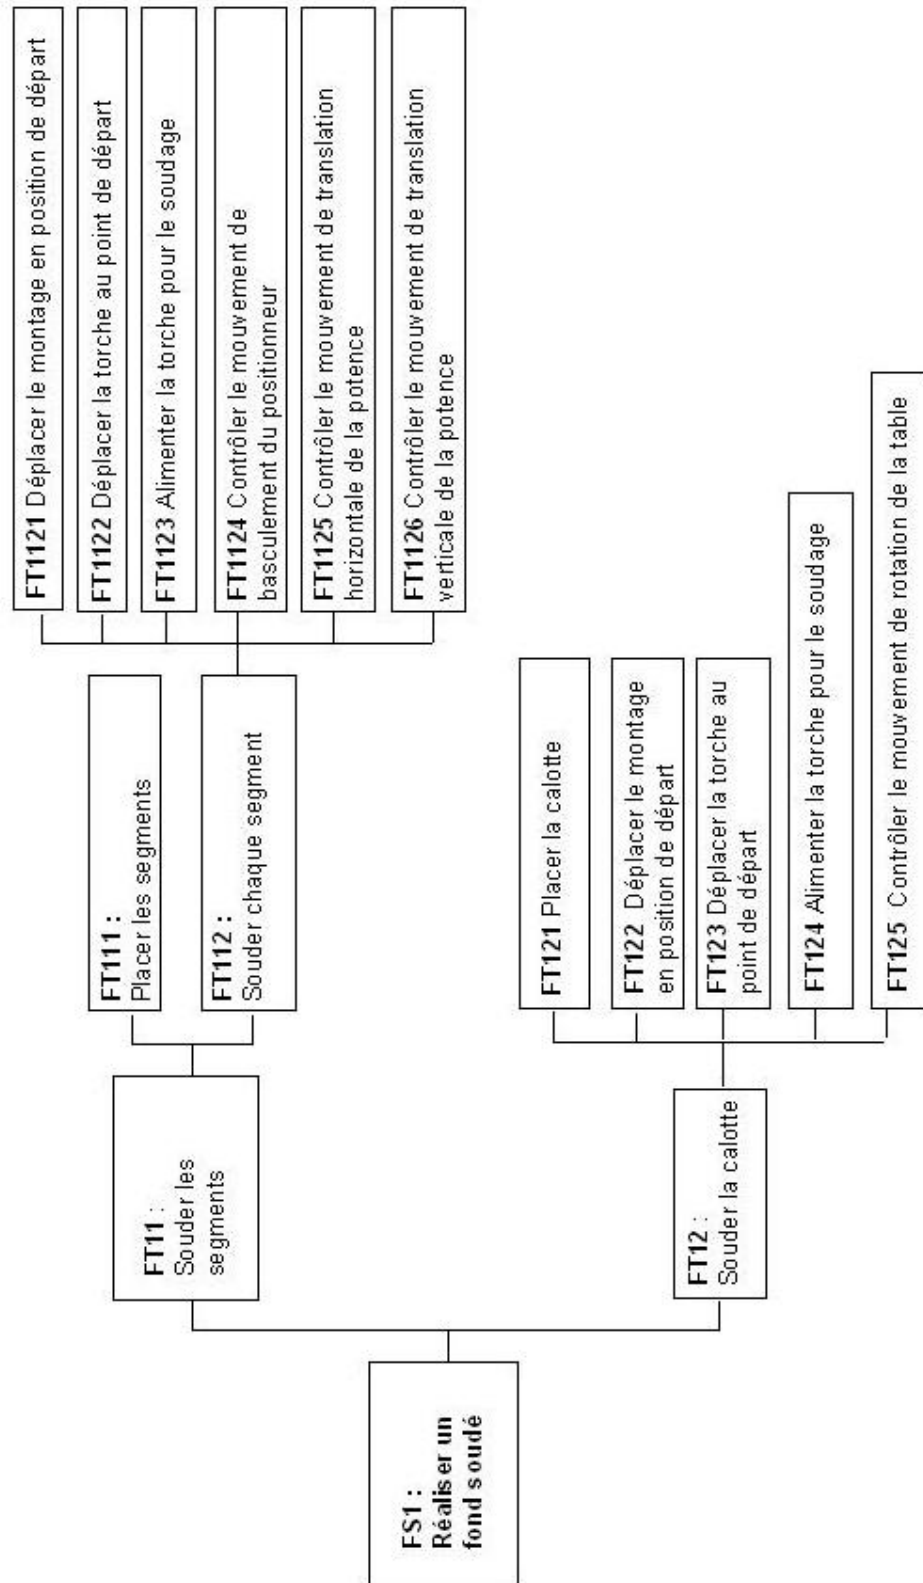 FS1 :
Réaliser un
fond soudé
FT11 :
Souder les
segments
FT111 :
Placer les segments
FT112 :
Souder chaque segment
FT1121 Déplacer le montage en position de départ
FT1122 Déplacer la torche au point de départ
FT1123 Alimenter la torche pour le soudage
FT1124 Contrôler le mouvement de
basculement du positionneur
FT1125 Contrôler le mouvement de translation
horizontale de la potence
FT1126 Contrôler le mouvement de translation
verticale de la potence
FT12 :
Souder la calotte
FT121 Placer la calotte
FT122 Déplacer le montage
en position de départ
FT123 Déplacer la torche au
point de départ
FT124 Alimenter la torche pour le soudage
FT125 Contrôler le mouvement de rotation de la table